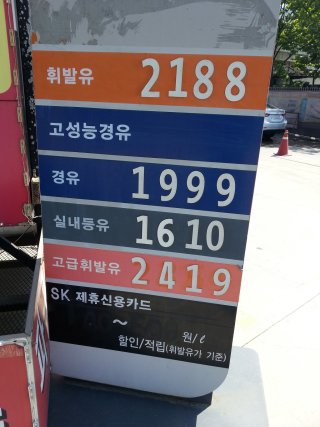 휘발유 2188
고성능경유
경유 1999
실내등유 1610
고급휘발유 2419
SK 제휴신용카드
~
원/ℓ
할인/적립(휘발유가 기준)